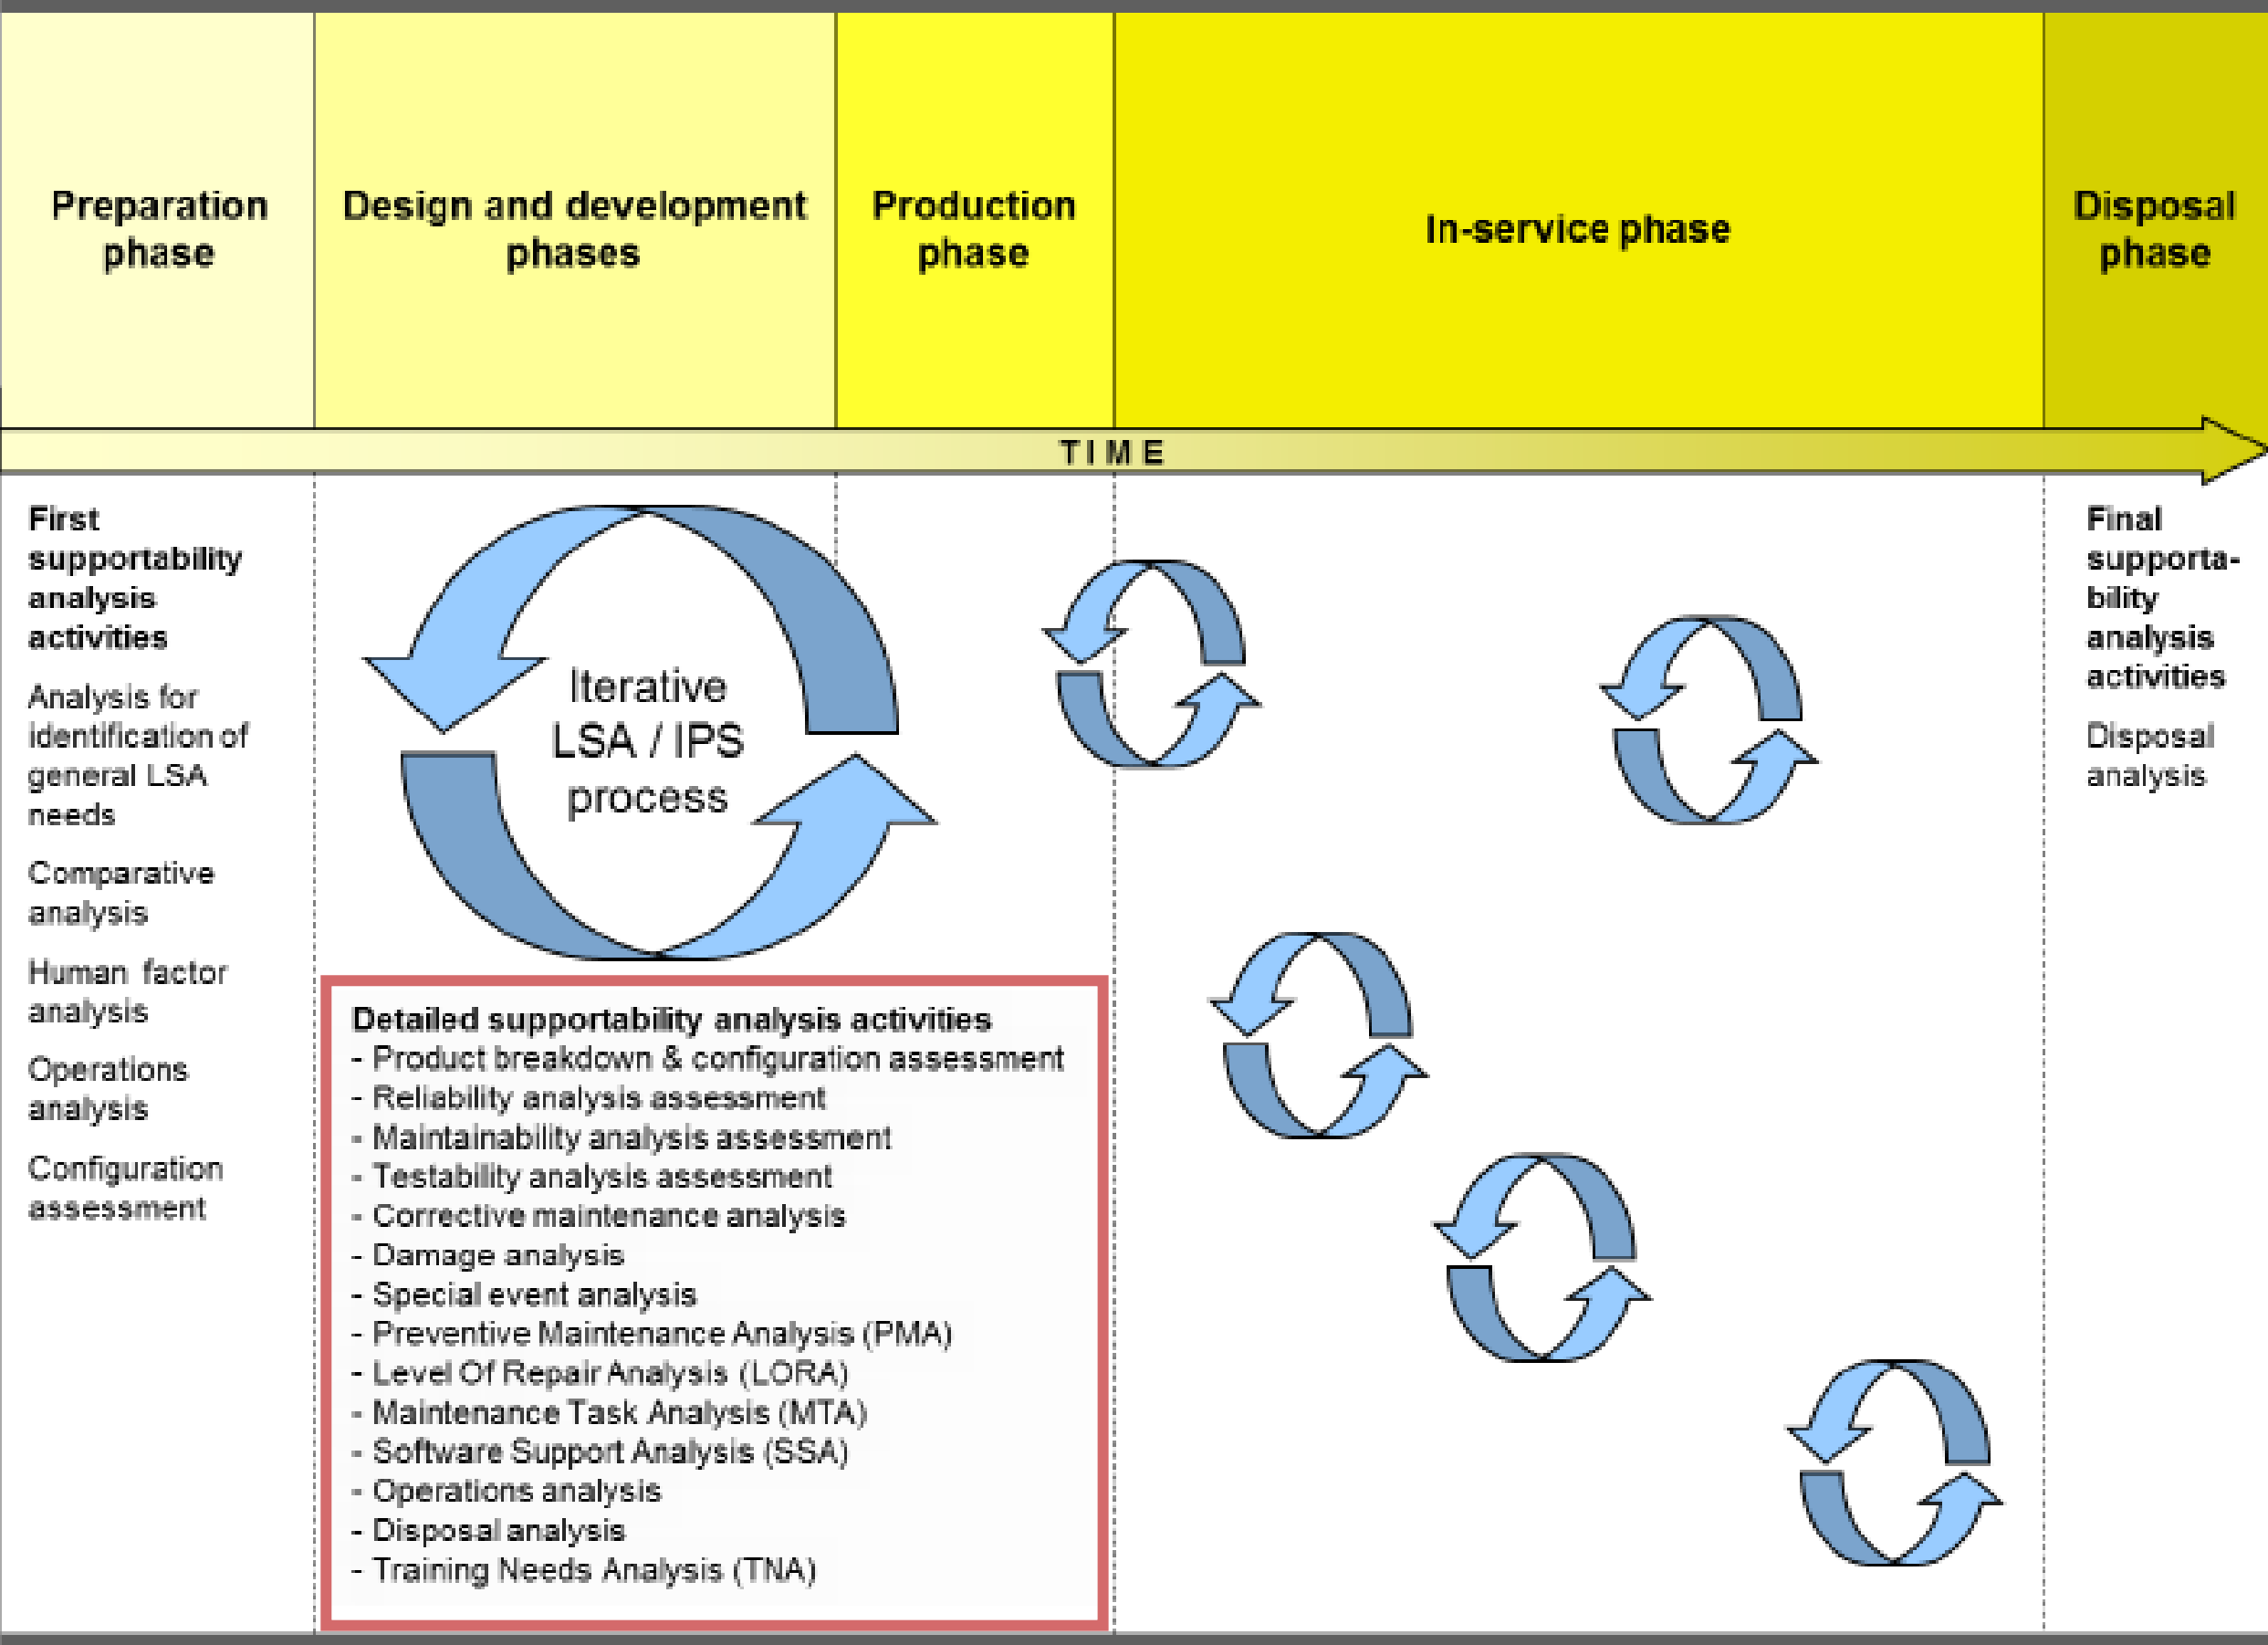 Preparation
phase
Design and development
phases
Production
phase
In-service phase
Disposal
phase
TIME
First
supportability
analysis
activities
Analysis for
identification of
general LSA
needs
Comparative
analysis
Human factor
analysis
Operations
analysis
Configuration
assessment
Iterative
LSA / IPS
process
Detailed supportability analysis activities
- Product breakdown & configuration assessment
- Reliability analysis assessment
- Maintainability analysis assessment
- Testability analysis assessment
- Corrective maintenance analysis
- Damage analysis
- Special event analysis
- Preventive Maintenance Analysis (PMA)
- Level Of Repair Analysis (LORA)
- Maintenance Task Analysis (MTA)
- Software Support Analysis (SSA)
- Operations analysis
- Disposal analysis
- Training Needs Analysis (TNA)
Final
supporta-
bility
analysis
activities
Disposal
analysis